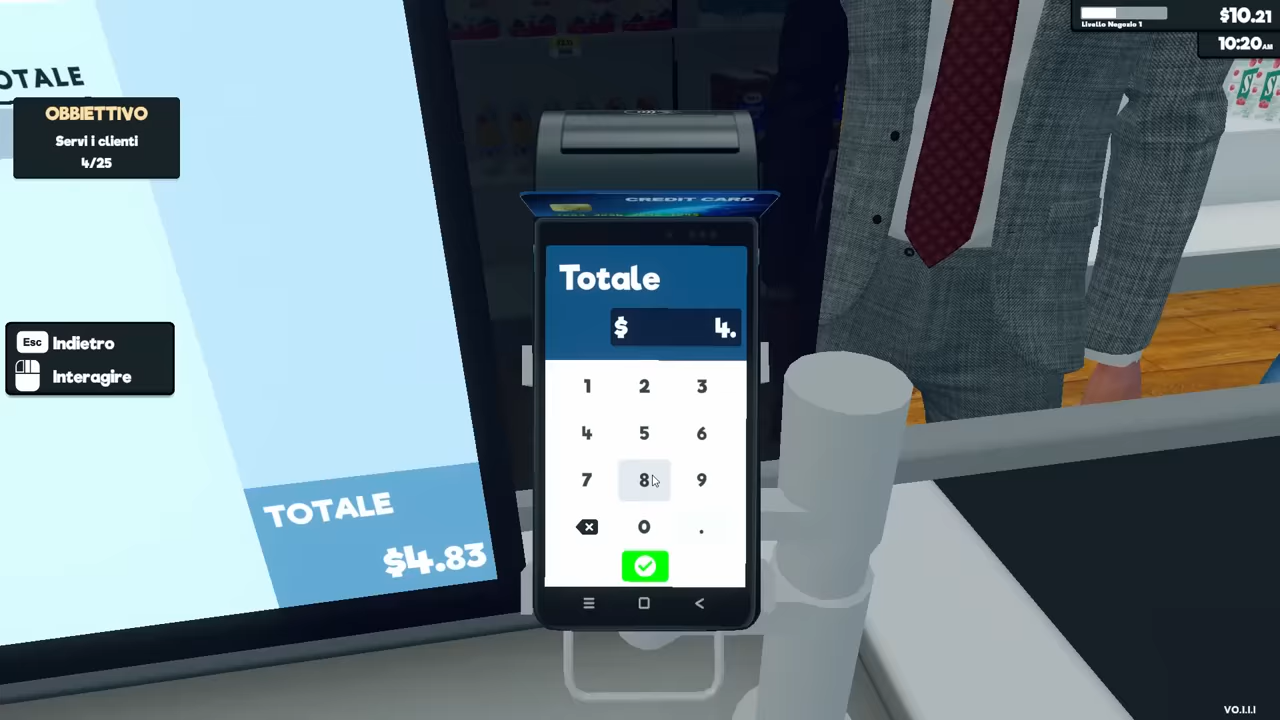 $10.21
Livello Negozio 1
10:20AM
OTALE
OBBIETTIVO
Servi i clienti
4/25
CREDIT CARD
Totale
$ 4.
Esc Indietro
Interagire
1 2 3
4 5 6
7 8 9
0 .
TOTALE
$4.83
V0.1.1.1